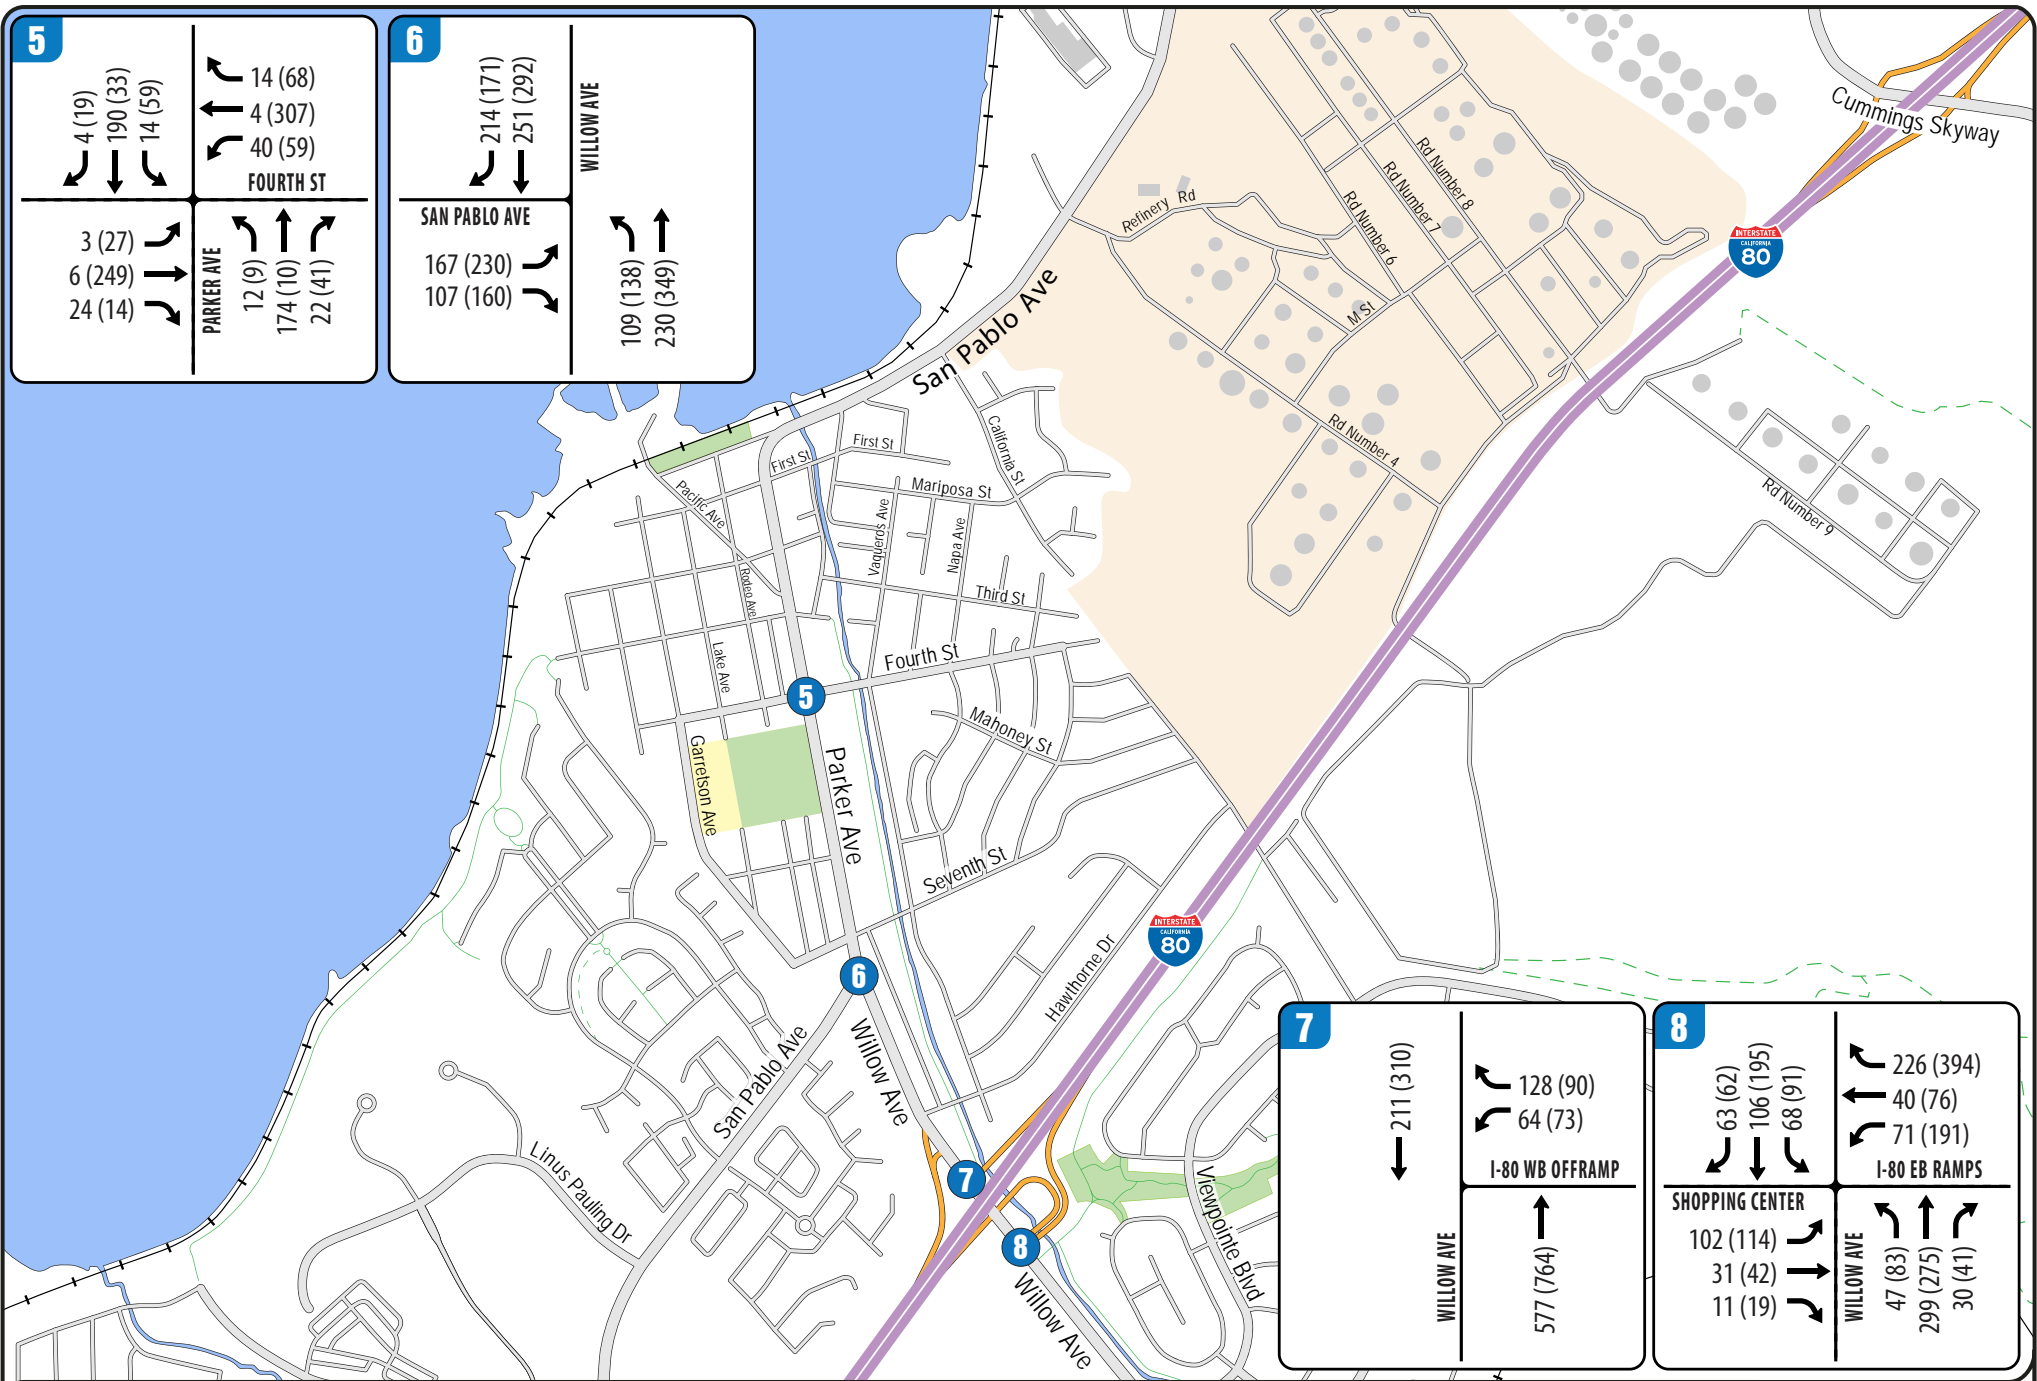 5
4 (19)
190 (33)
14 (59)
14 (68)
4 (307)
40 (59)
FOURTH ST
3 (27)
6 (249)
24 (14)
PARKER AVE
12 (9)
174 (10)
22 (41)
6
214 (171)
251 (292)
WILLOW AVE
SAN PABLO AVE
167 (230)
107 (160)
109 (138)
230 (349)
Cummings Skyway
INTERSTATE
CALIFORNIA
80
Refinery Rd
Rd Number 8
Rd Number 7
Rd Number 6
M St
San Pablo Ave
Rd Number 4
Rd Number 9
First St
First St
California St
Mariposa St
Pacific Ave
Vaqueros Ave
Napa Ave
Rodeo Ave
Third St
Lake Ave
Fourth St
5
Mahoney St
Garretson Ave
Parker Ave
Seventh St
INTERSTATE
CALIFORNIA
80
Hawthorne Dr
6
Willow Ave
San Pablo Ave
Linus Pauling Dr
7
8
Viewpointe Blvd
Willow Ave
7
211 (310)
128 (90)
64 (73)
I-80 WB OFFRAMP
WILLOW AVE
577 (764)
8
63 (62)
106 (195)
68 (91)
226 (394)
40 (76)
71 (191)
I-80 EB RAMPS
SHOPPING CENTER
102 (114)
31 (42)
11 (19)
WILLOW AVE
47 (83)
299 (275)
30 (41)